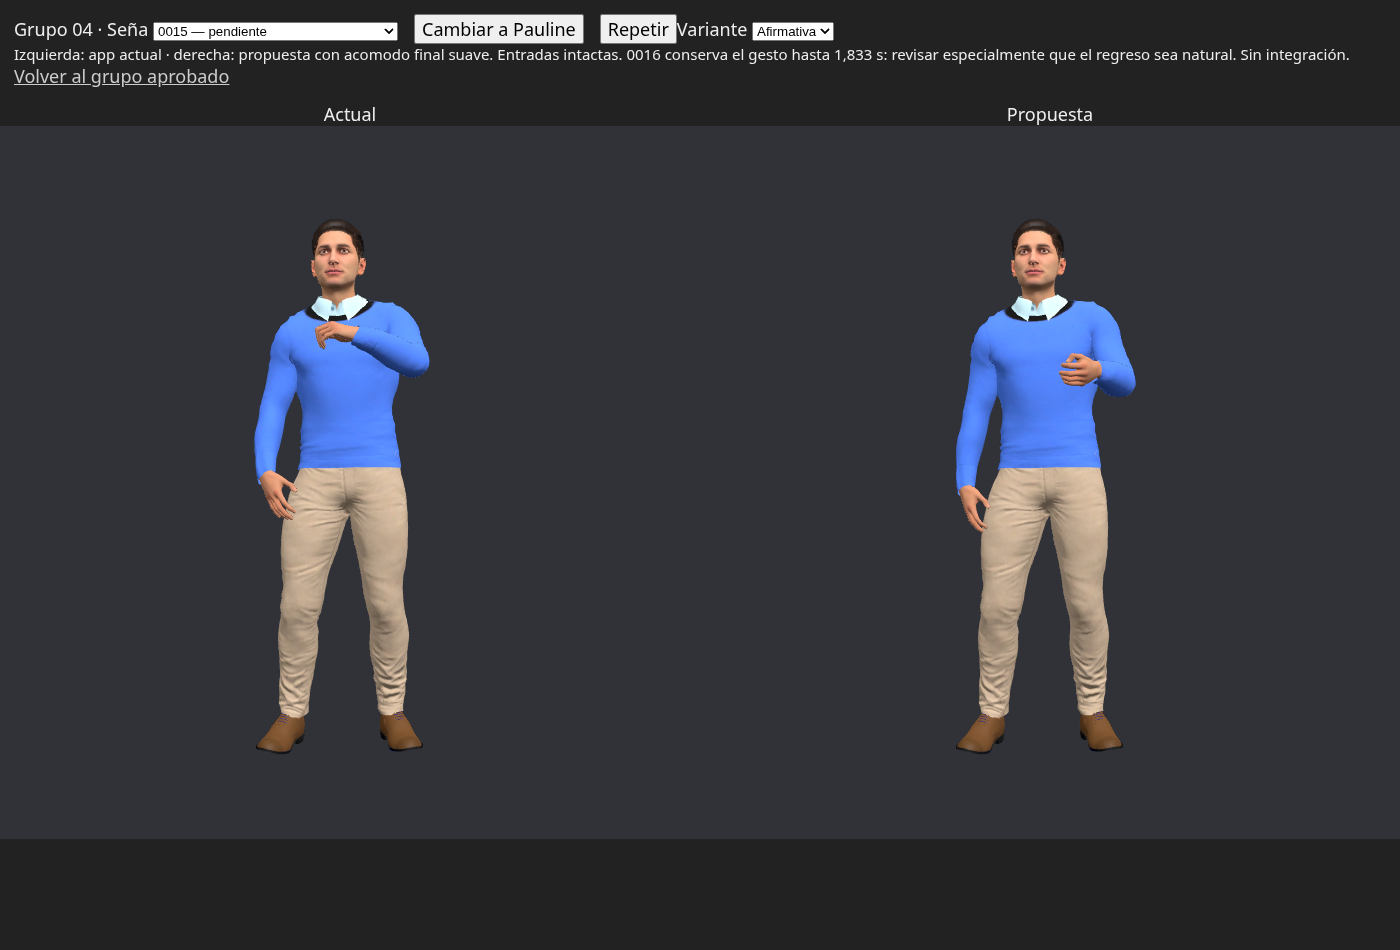 Grupo 04 · Seña 0015 — pendiente Cambiar a Pauline Repetir Variante Afirmativa
Izquierda: app actual · derecha: propuesta con acomodo final suave. Entradas intactas. 0016 conserva el gesto hasta 1,833 s: revisar especialmente que el regreso sea natural. Sin integración.
Volver al grupo aprobado
Actual Propuesta